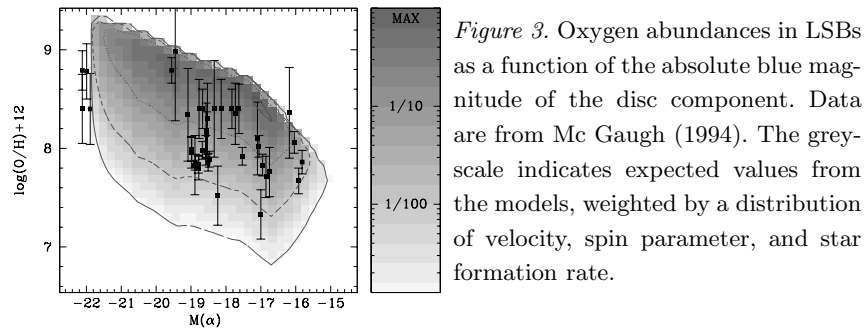 9
8
7
log(O/H)+12
-22 -21 -20 -19 -18 -17 -16 -15
M(α)
MAX
1/10
1/100
Figure 3. Oxygen abundances in LSBs
as a function of the absolute blue mag-
nitude of the disc component. Data
are from Mc Gaugh (1994). The grey-
scale indicates expected values from
the models, weighted by a distribution
of velocity, spin parameter, and star
formation rate.